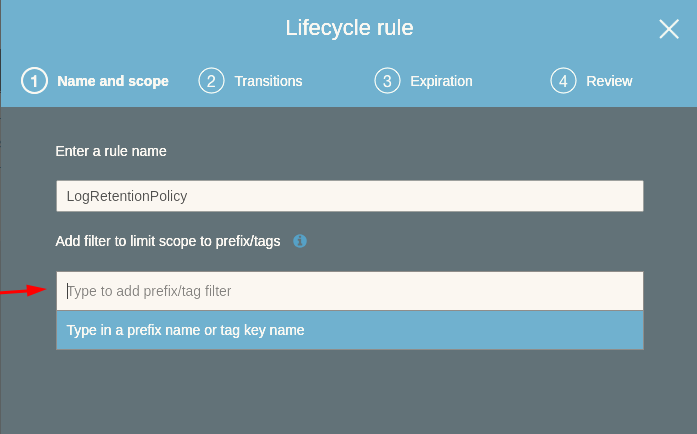 Lifecycle rule
1 Name and scope 2 Transitions 3 Expiration 4 Review
Enter a rule name
LogRetentionPolicy
Add filter to limit scope to prefix/tags
Type to add prefix/tag filter
Type in a prefix name or tag key name